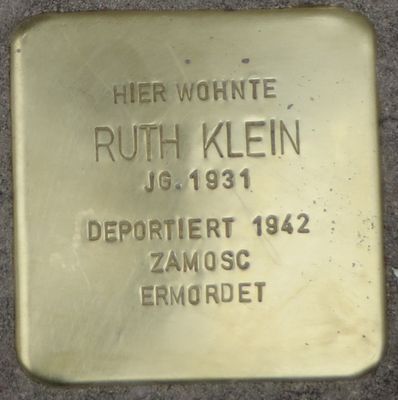 HIER WOHNTE
RUTH KLEIN
JG. 1931
DEPORTIERT 1942
ZAMOSC
ERMORDET